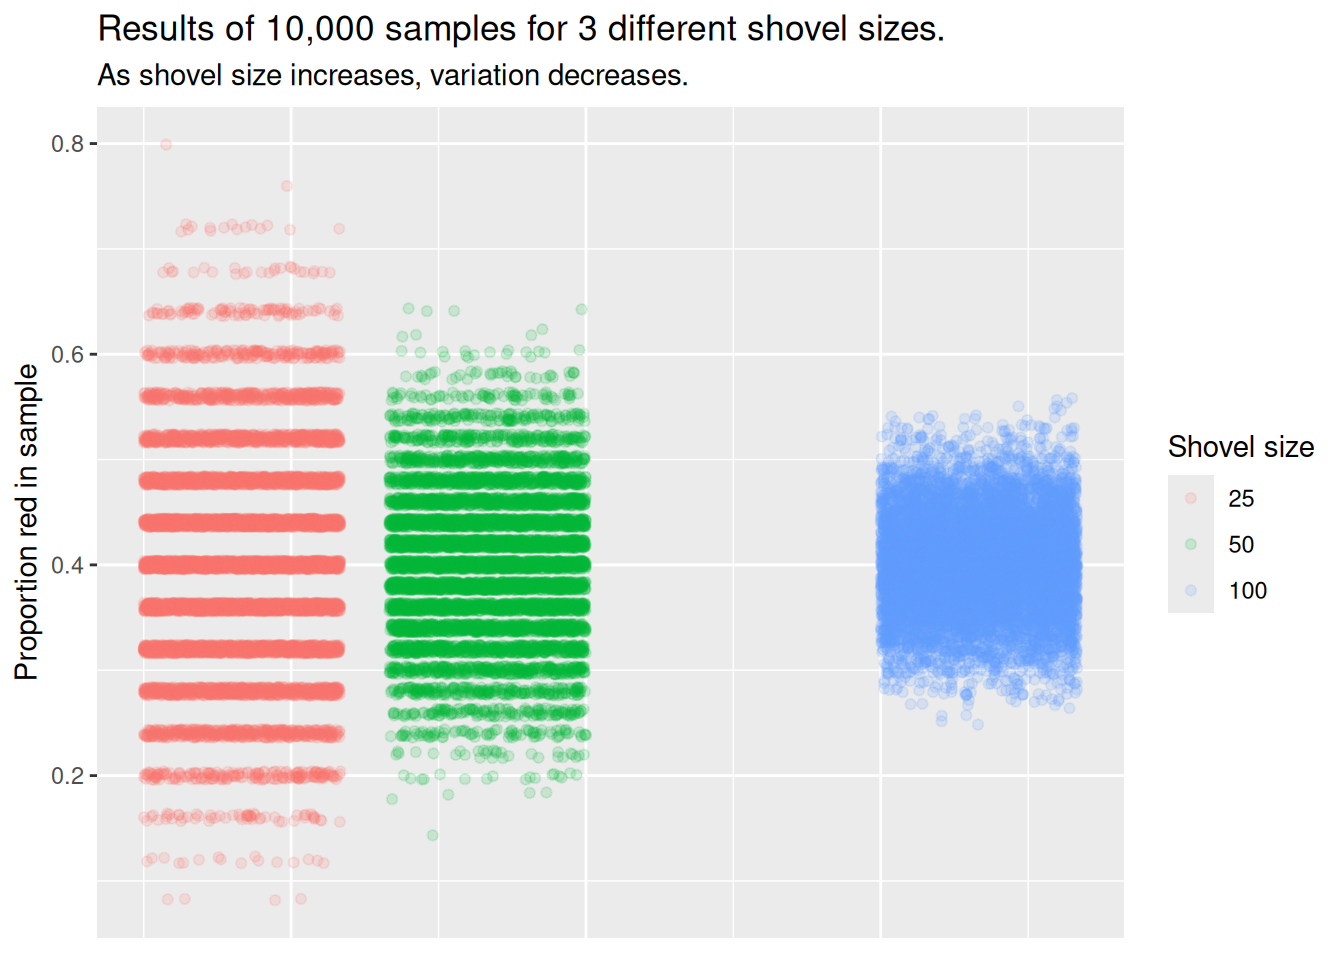 Results of 10,000 samples for 3 different shovel sizes.
As shovel size increases, variation decreases.
0.8
0.6
0.4
0.2
Proportion red in sample
Shovel size
25
50
100